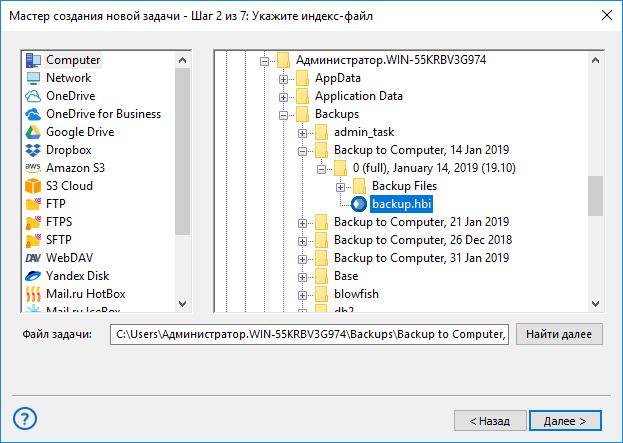 Мастер создания новой задачи - Шаг 2 из 7: Укажите индекс-файл
Computer
Network
OneDrive
OneDrive for Business
Google Drive
Dropbox
aws Amazon S3
S3 Cloud
FTP
FTPS
SFTP
DAV WebDAV
Yandex Disk
Mail.ru HotBox
Mail.ru IceBox
Администратор.WIN-55KRBV3G974
AppData
Application Data
Backups
admin_task
Backup to Computer, 14 Jan 2019
0 (full), January 14, 2019 (19.10)
Backup Files
backup.hbi
Backup to Computer, 21 Jan 2019
Backup to Computer, 26 Dec 2018
Backup to Computer, 31 Jan 2019
Base
blowfish
db2
Файл задачи: C:\Users\Администратор.WIN-55KRBV3G974\Backups\Backup to Computer, Найти далее
? < Назад Далее >